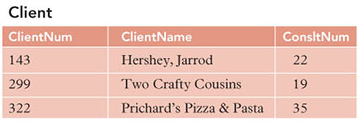 Client
ClientNum ClientName ConsltNum
143 Hershey, Jarrod 22
299 Two Crafty Cousins 19
322 Prichard's Pizza & Pasta 35